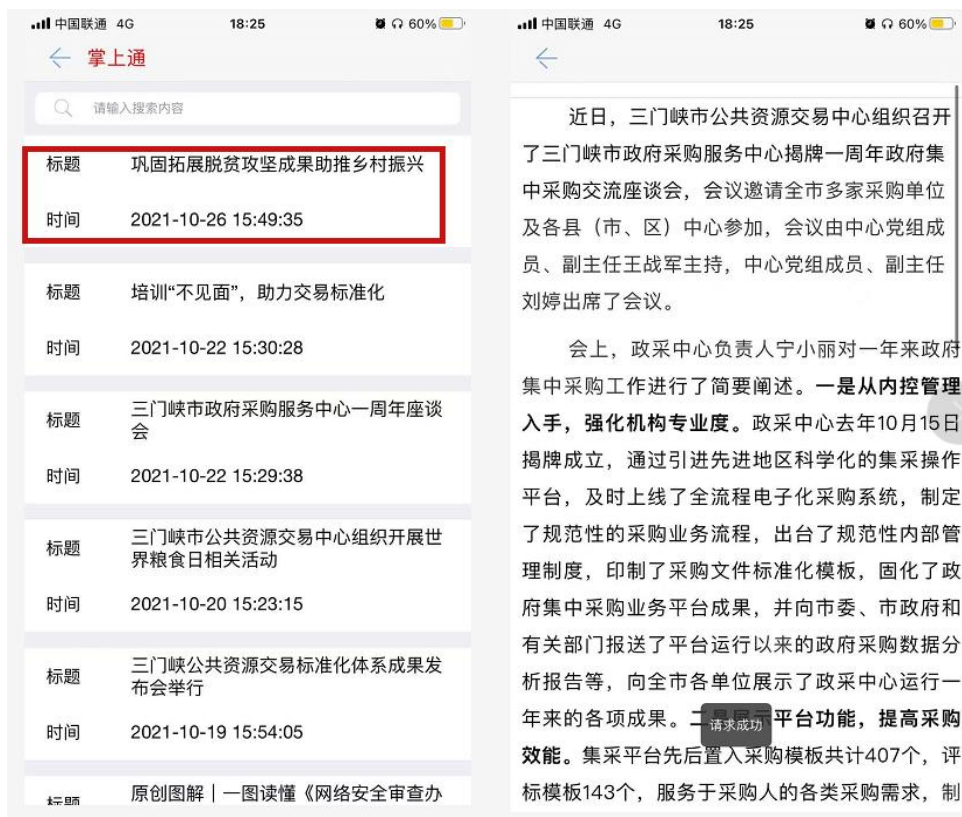 中国联通 4G 18:25 60%
掌上通
请输入搜索内容
标题 巩固拓展脱贫攻坚成果助推乡村振兴
时间 2021-10-26 15:49:35
标题 培训“不见面”，助力交易标准化
时间 2021-10-22 15:30:28
标题 三门峡市政府采购服务中心一周年座谈
会
时间 2021-10-22 15:29:38
标题 三门峡市公共资源交易中心组织开展世
界粮食日相关活动
时间 2021-10-20 15:23:15
标题 三门峡公共资源交易标准化体系成果发
布会举行
时间 2021-10-19 15:54:05
标题 原创图解｜一图读懂《网络安全审查办
中国联通 4G 18:25 60%
近日，三门峡市公共资源交易中心组织召开
了三门峡市政府采购服务中心揭牌一周年政府集
中采购交流座谈会，会议邀请全市多家采购单位
及各县（市、区）中心参加，会议由中心党组成
员、副主任王战军主持，中心党组成员、副主任
刘婷出席了会议。
会上，政采中心负责人宁小丽对一年来政府
集中采购工作进行了简要阐述。一是从内控管理
入手，强化机构专业度。政采中心去年10月15日
揭牌成立，通过引进先进地区科学化的集采操作
平台，及时上线了全流程电子化采购系统，制定
了规范性的采购业务流程，出台了规范性内部管
理制度，印制了采购文件标准化模板，固化了政
府集中采购业务平台成果，并向市委、市政府和
有关部门报送了平台运行以来的政府采购数据分
析报告等，向全市各单位展示了政采中心运行一
年来的各项成果。二 示平台功能，提高采购
请求成功
效能。集采平台先后置入采购模板共计407个，评
标模板143个，服务于采购人的各类采购需求，制